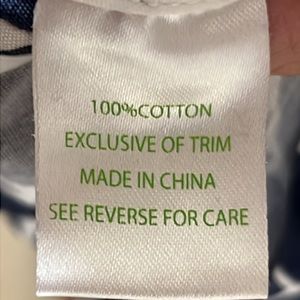 100%COTTON
EXCLUSIVE OF TRIM
MADE IN CHINA
SEE REVERSE FOR CARE